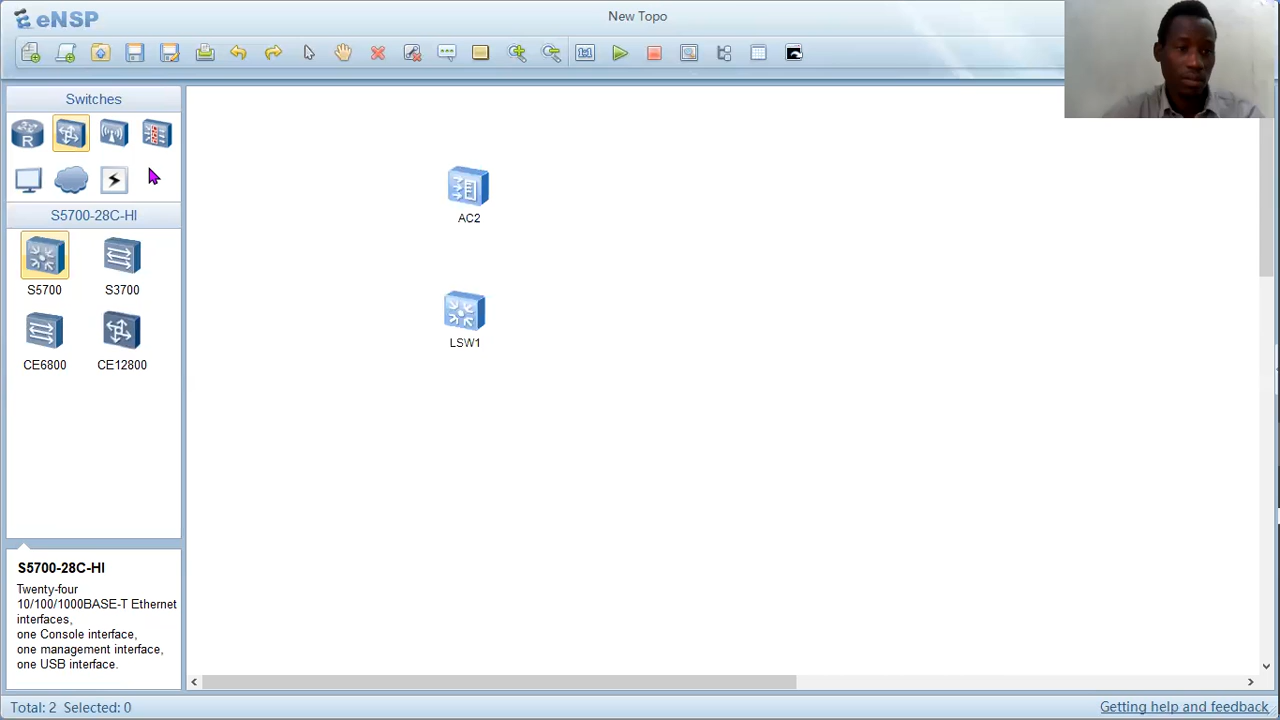 eNSP
New Topo
Switches
R
S5700-28C-HI
S5700
S3700
CE6800
CE12800
AC2
LSW1
S5700-28C-HI
Twenty-four
10/100/1000BASE-T Ethernet
interfaces,
one Console interface,
one management interface,
one USB interface.
Total: 2 Selected: 0
Getting help and feedback